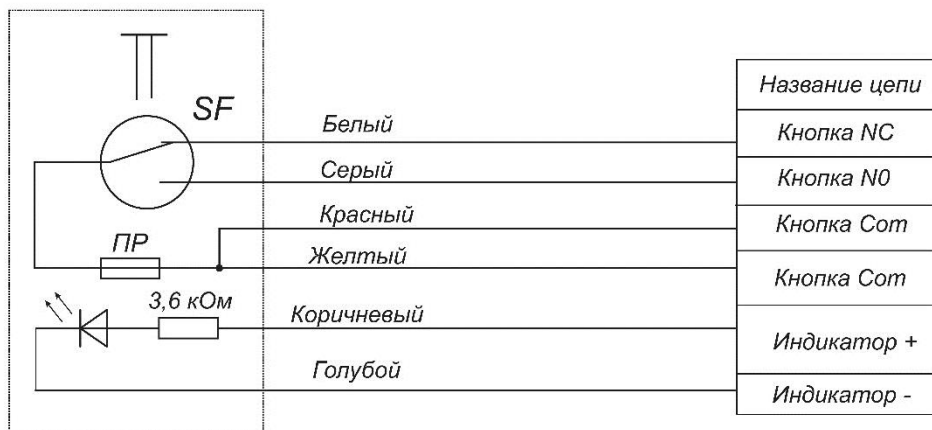 SF
Белый
Серый
Красный
Желтый
ПР
3,6 кОм
Коричневый
Голубой
Название цепи
Кнопка NC
Кнопка N0
Кнопка Com
Кнопка Com
Индикатор +
Индикатор -